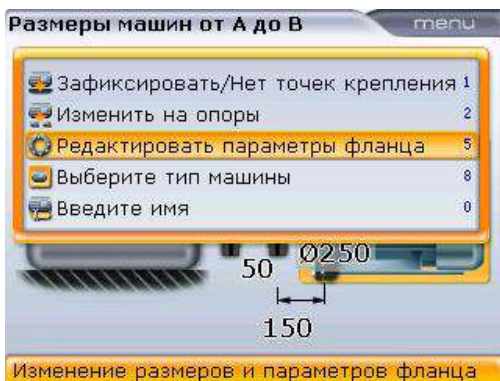 Размеры машин от А до В
menu
Зафиксировать/Нет точек крепления 1
Изменить на опоры 2
Редактировать параметры фланца 5
Выберите тип машины 8
Введите имя 0
50
Ø250
150
Изменение размеров и параметров фланца